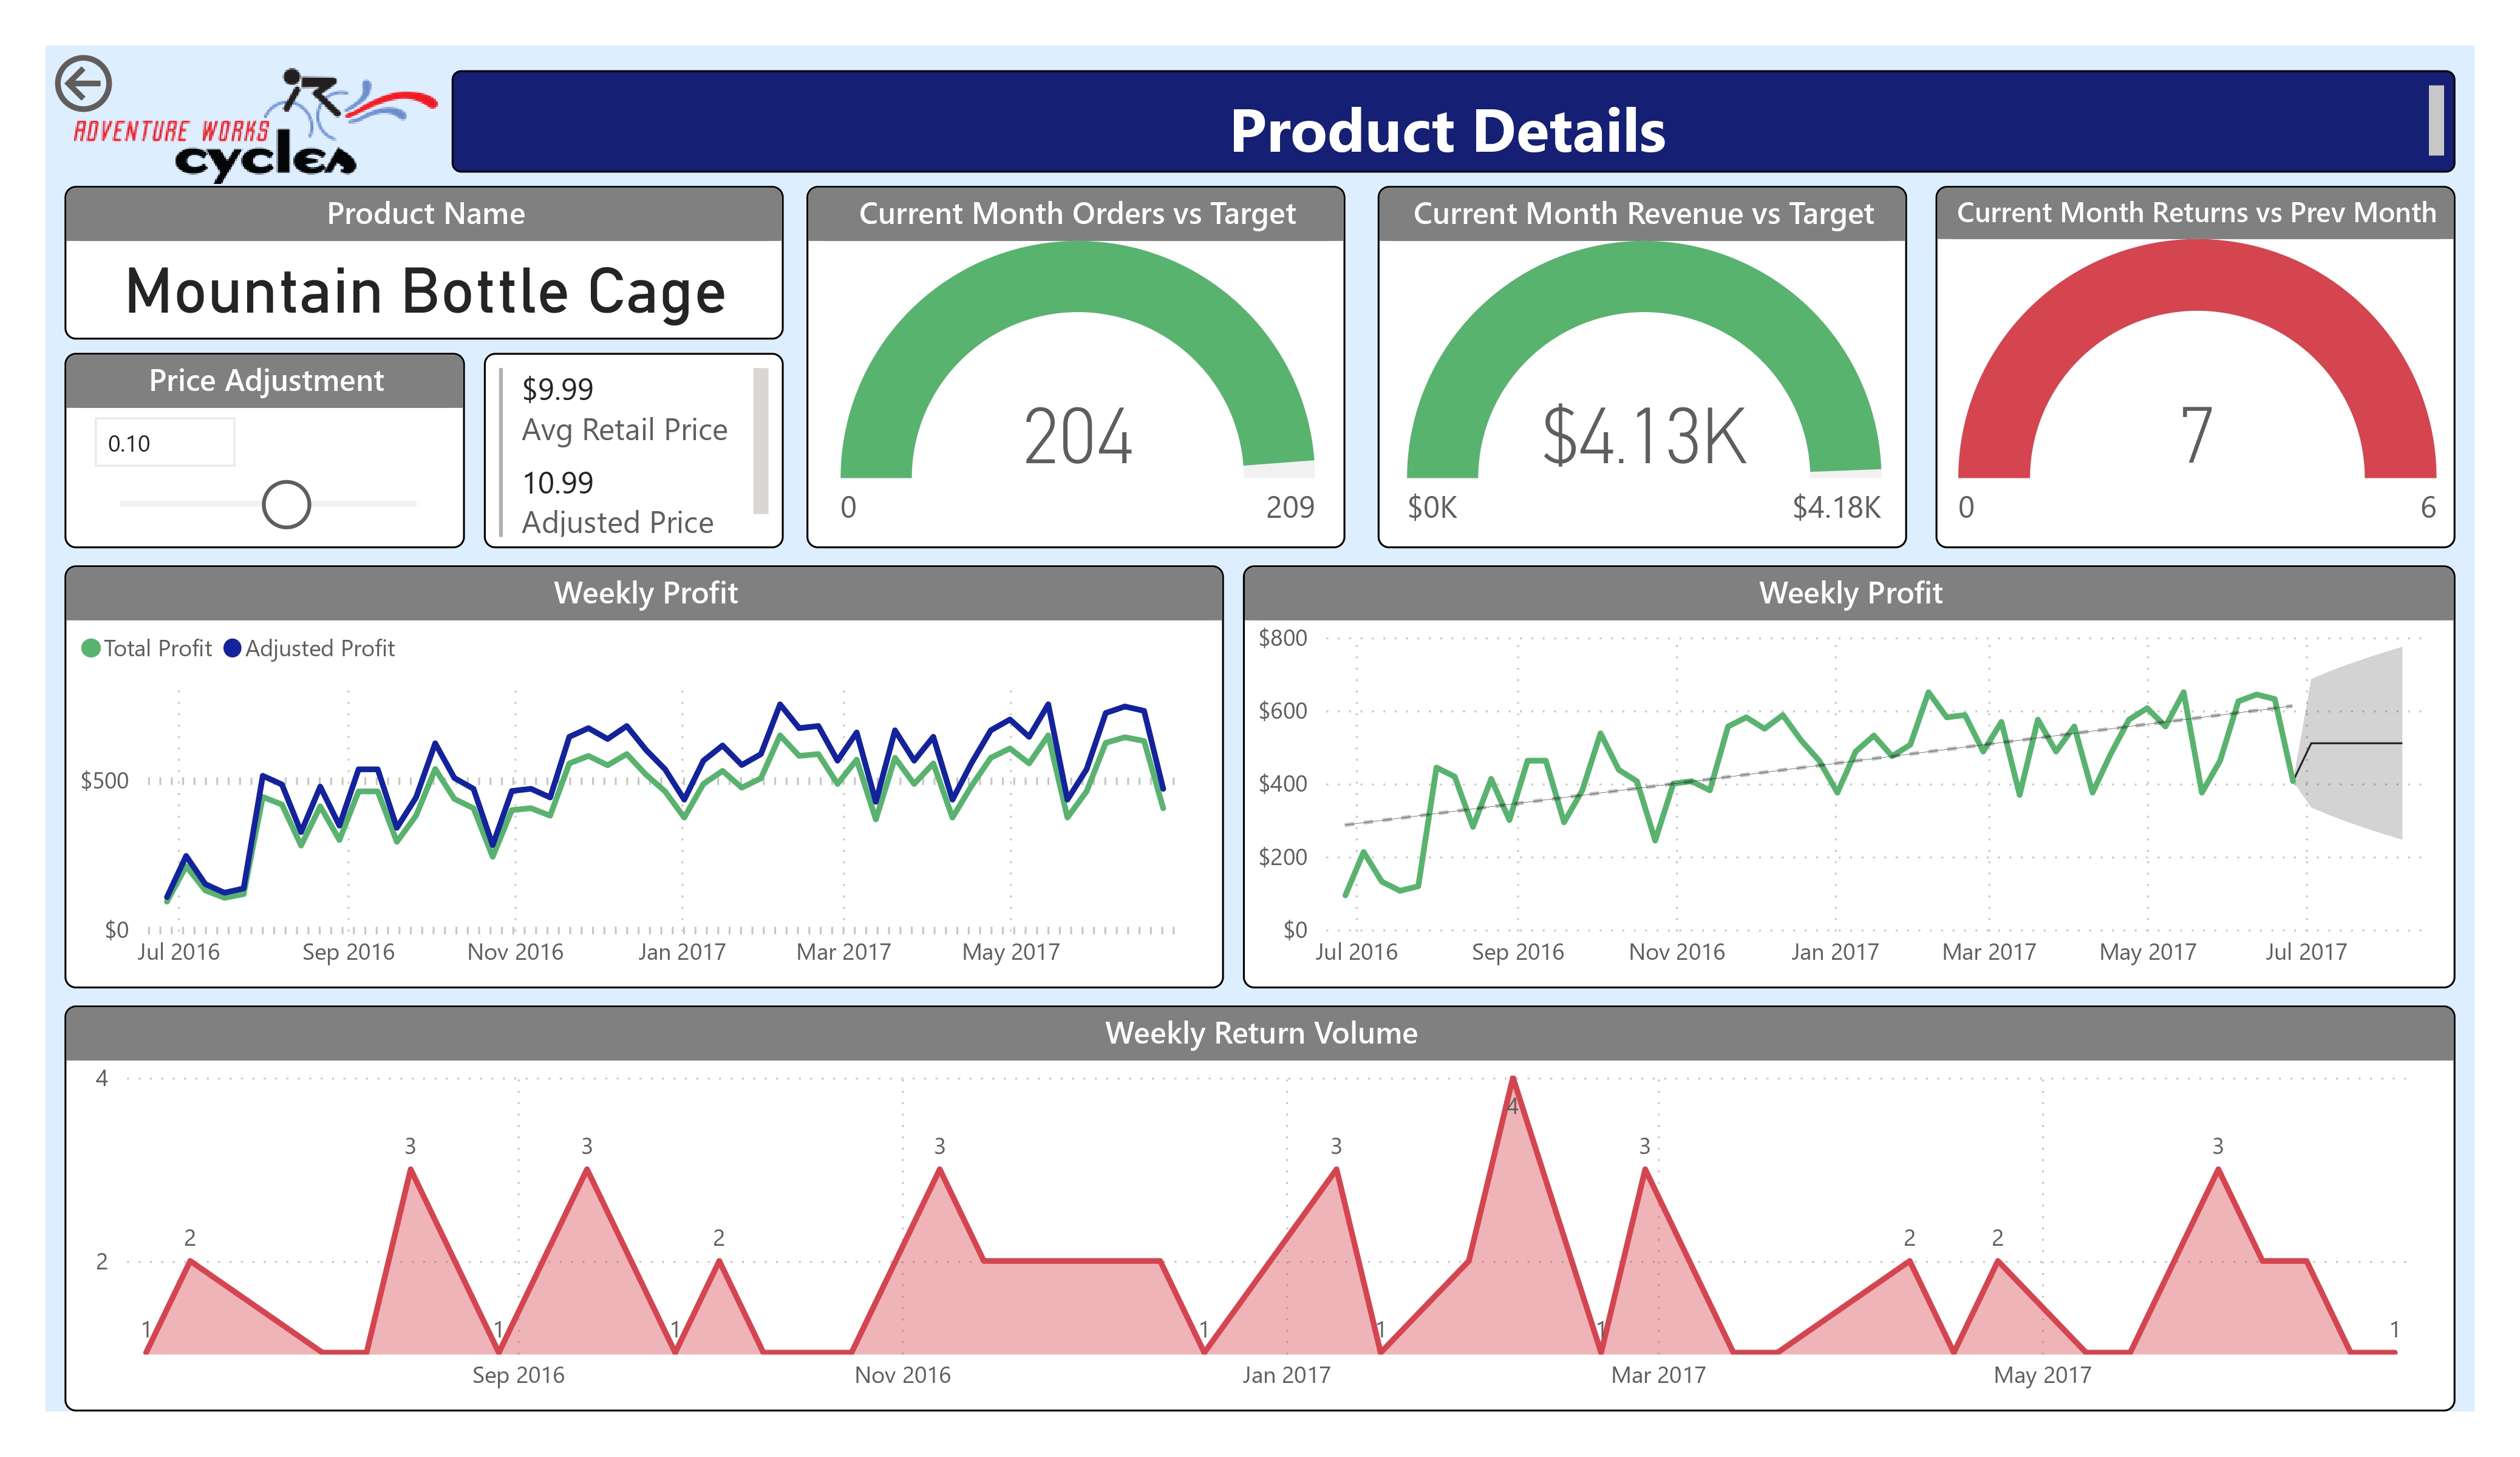 ADVENTURE WORKS
cycles
Product Details
Product Name
Mountain Bottle Cage
Price Adjustment
0.10
$9.99
Avg Retail Price
10.99
Adjusted Price
Current Month Orders vs Target
204
0
209
Current Month Revenue vs Target
$4.13K
$0K
$4.18K
Current Month Returns vs Prev Month
7
0
6
Weekly Profit
Total Profit
Adjusted Profit
$500
$0
Jul 2016
Sep 2016
Nov 2016
Jan 2017
Mar 2017
May 2017
Weekly Profit
$800
$600
$400
$200
$0
Jul 2016
Sep 2016
Nov 2016
Jan 2017
Mar 2017
May 2017
Jul 2017
Weekly Return Volume
4
2
1
2
3
1
3
1
2
3
1
3
1
4
1
3
2
2
3
1
Sep 2016
Nov 2016
Jan 2017
Mar 2017
May 2017